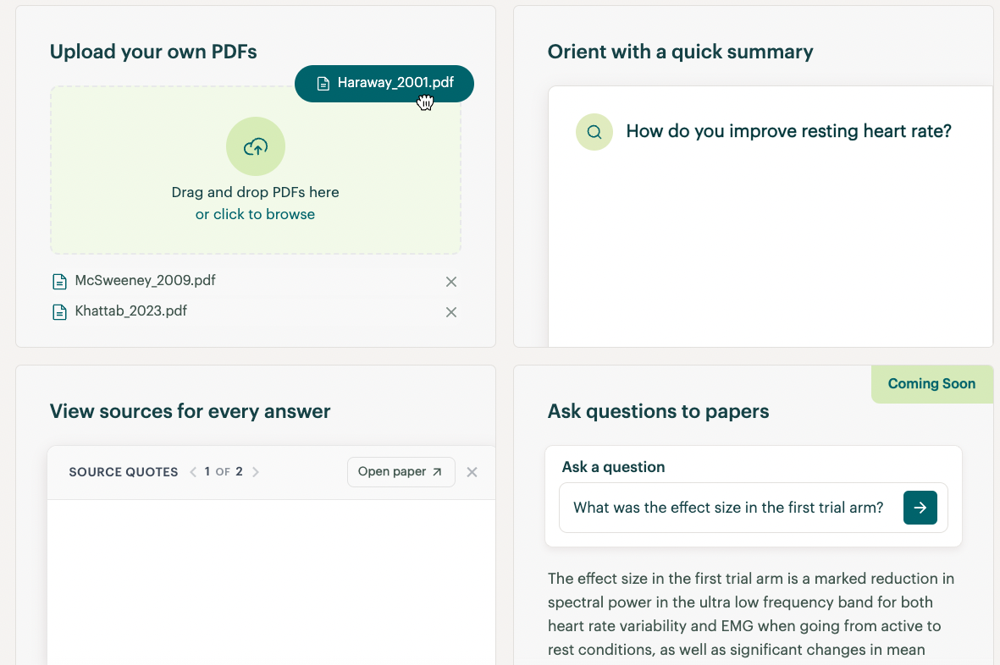 Upload your own PDFs
Haraway_2001.pdf
Drag and drop PDFs here
or click to browse
McSweeney_2009.pdf
Khattab_2023.pdf
Orient with a quick summary
How do you improve resting heart rate?
View sources for every answer
SOURCE QUOTES 1 OF 2
Open paper
Coming Soon
Ask questions to papers
Ask a question
What was the effect size in the first trial arm?
The effect size in the first trial arm is a marked reduction in
spectral power in the ultra low frequency band for both
heart rate variability and EMG when going from active to
rest conditions, as well as significant changes in mean